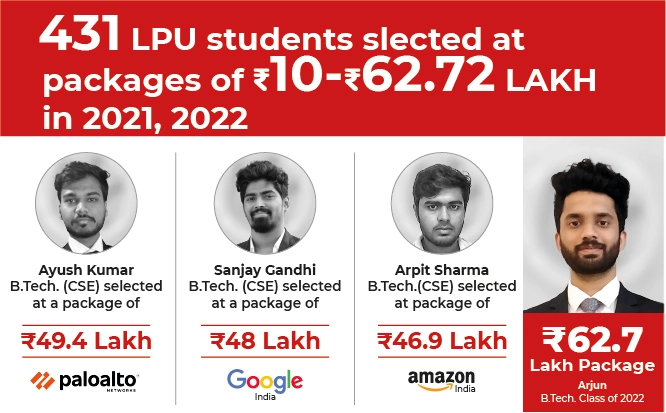 431 LPU students slected at
packages of ₹10-₹62.72 LAKH
in 2021, 2022
Ayush Kumar
B.Tech. (CSE) selected
at a package of
₹49.4 Lakh
paloalto
NETWORKS
Sanjay Gandhi
B.Tech. (CSE) selected
at a package of
₹48 Lakh
Google
India
Arpit Sharma
B.Tech.(CSE) selected
at a package of
₹46.9 Lakh
amazon
India
₹62.7
Lakh Package
Arjun
B.Tech. Class of 2022